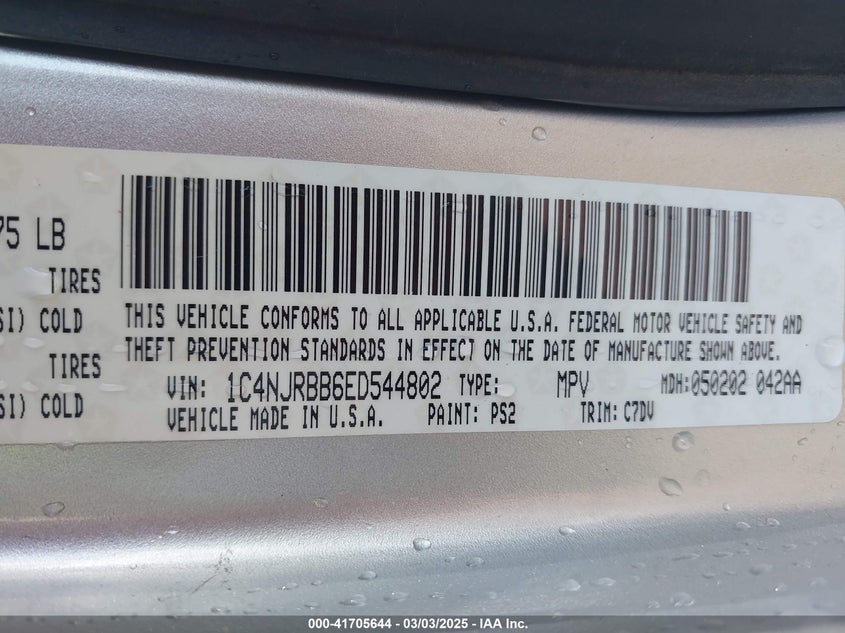 75 LB
TIRES
SI) COLD
TIRES
SI) COLD
THIS VEHICLE CONFORMS TO ALL APPLICABLE U.S.A. FEDERAL MOTOR VEHICLE SAFETY AND
THEFT PREVENTION STANDARDS IN EFFECT ON THE DATE OF MANUFACTURE SHOWN ABOVE.
VIN: 1C4NJRBB6ED544802 TYPE: MPV MDH:050202 042AA
VEHICLE MADE IN U.S.A. PAINT: PS2 TRIM: C7DV
000-41705644 - 03/03/2025 - IAA Inc.